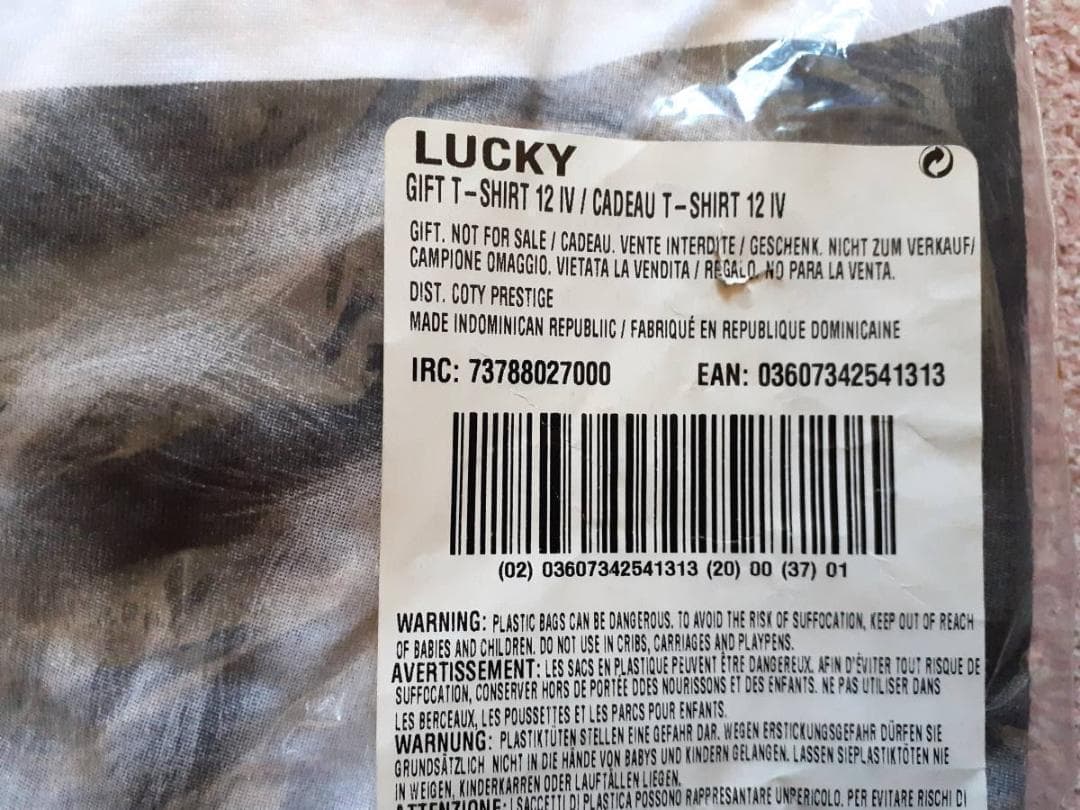 LUCKY
GIFT T-SHIRT 12 IV / CADEAU T-SHIRT 12 IV
GIFT. NOT FOR SALE / CADEAU. VENTE INTERDITE / GESCHENK. NICHT ZUM VERKAUF/
CAMPIONE OMAGGIO. VIETATA LA VENDITA / REGALO. NO PARA LA VENTA.
DIST. COTY PRESTIGE
MADE INDOMINICAN REPUBLIIC / FABRIQUÉ EN REPUBLIQUE DOMINICAINE
IRC: 73788027000 EAN: 03607342541313
(02) 03607342541313 (20) 00 (37) 01
WARNING: PLASTIC BAGS CAN BE DANGEROUS. TO AVOID THE RISK OF SUFFOCATION, KEEP OUT OF REACH
OF BABIES AND CHILDREN. DO NOT USE IN CRIBS, CARRIAGES AND PLAYPENS.
AVERTISSEMENT: LES SACS EN PLASTIQUE PEUVENT ÊTRE DANGEREUX. AFIN D'ÉVITER TOUT RISQUE DE
SUFFOCATION, CONSERVER HORS DE PORTÉE DDES NOURISSONS ET DES ENFANTS. NE PAS UTILISER DANS
LES BERCEAUX, LES POUSSETTES ET LES PARCS POUR ENFANTS.
WARNUNG: PLASTIKTÜTEN STELLEN EINE GEFAHR DAR. WEGEN ERSTICKUNGSGEFAHR DÜRFEN SIE
GRUNDSÄTZLICH NICHT IN DIE HÄNDE VON BABYS UND KINDERN GELANGEN. LASSEN SIEPLASTIKTÖTEN NIE
IN WEIGEN, KINDERKARREN ODER LAUFTÄLLEN LIEGEN.
ATTENZIONE: I SACCETTI DI PLASTICA POSSONO RAPPRESANTARE UNPERICOLO. PER EVITARE RISCHI DI